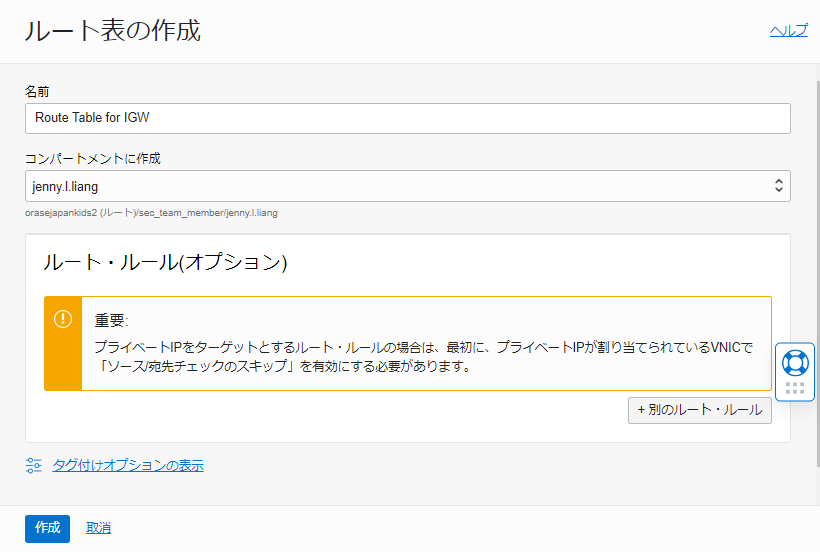 ルート表の作成
ヘルプ
名前
Route Table for IGW
コンパートメントに作成
jenny.l.liang
orasejapankids2 (ルート)/sec_team_member/jenny.l.liang
ルート・ルール(オプション)
重要:
プライベートIPをターゲットとするルート・ルールの場合は、最初に、プライベートIPが割り当てられているVNICで
「ソース/宛先チェックのスキップ」を有効にする必要があります。
+ 別のルート・ルール
タグ付けオプションの表示
作成
取消